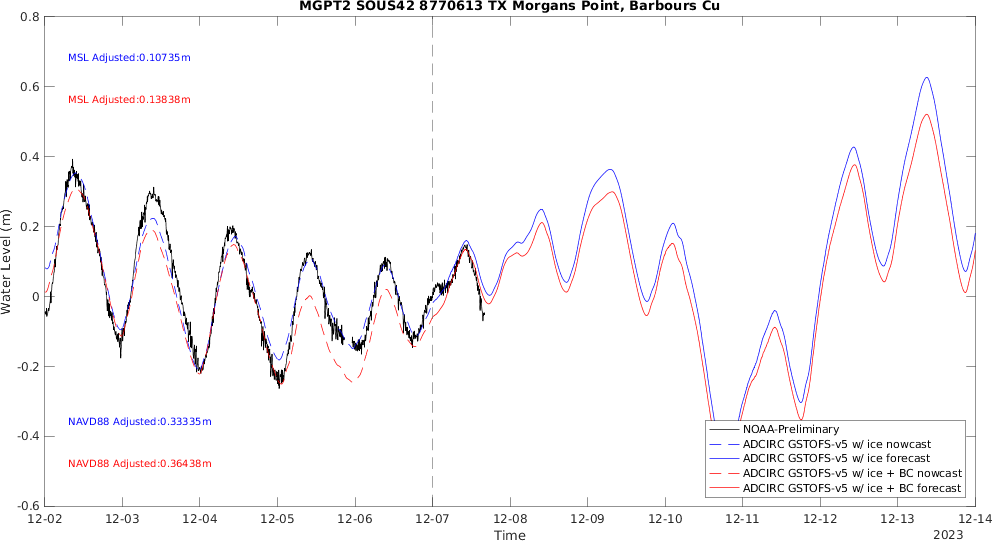 MGPT2 SOUS42 8770613 TX Morgans Point, Barbours Cu
0.8
0.6
0.4
0.2
0
-0.2
-0.4
-0.6
Water Level (m)
MSL Adjusted:0.10735m
MSL Adjusted:0.13838m
NAVD88 Adjusted:0.33335m
NAVD88 Adjusted:0.36438m
NOAA-Preliminary
ADCIRC GSTOFS-v5 w/ ice nowcast
ADCIRC GSTOFS-v5 w/ ice forecast
ADCIRC GSTOFS-v5 w/ ice + BC nowcast
ADCIRC GSTOFS-v5 w/ ice + BC forecast
12-02 12-03 12-04 12-05 12-06 12-07 12-08 12-09 12-10 12-11 12-12 12-13 12-14
Time
2023